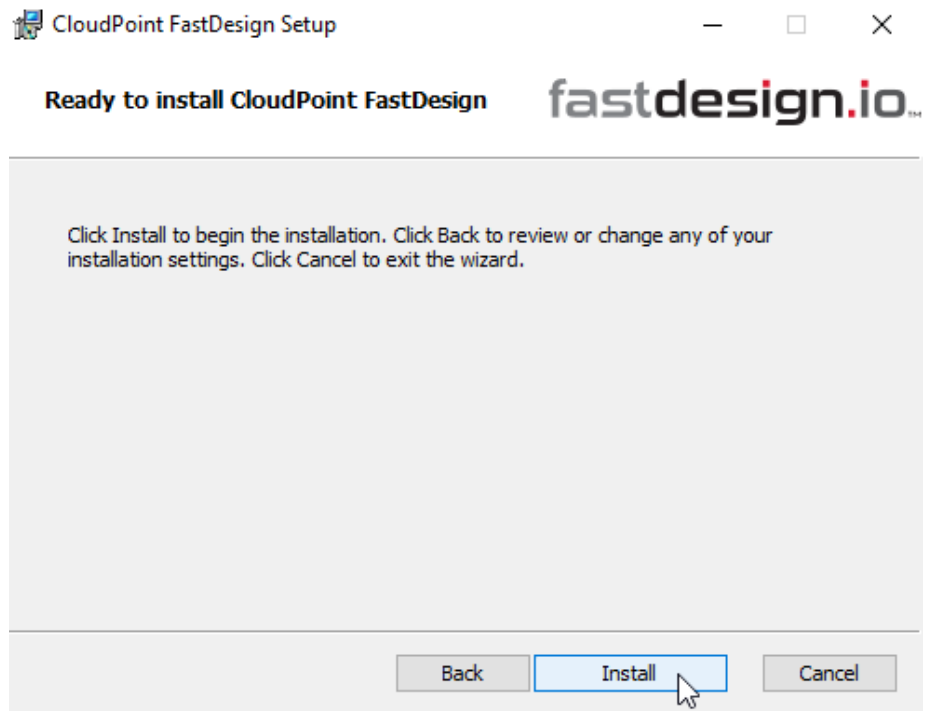 CloudPoint FastDesign Setup
Ready to install CloudPoint FastDesign
fastdesign.io™
Click Install to begin the installation. Click Back to review or change any of your
installation settings. Click Cancel to exit the wizard.
Back
Install
Cancel